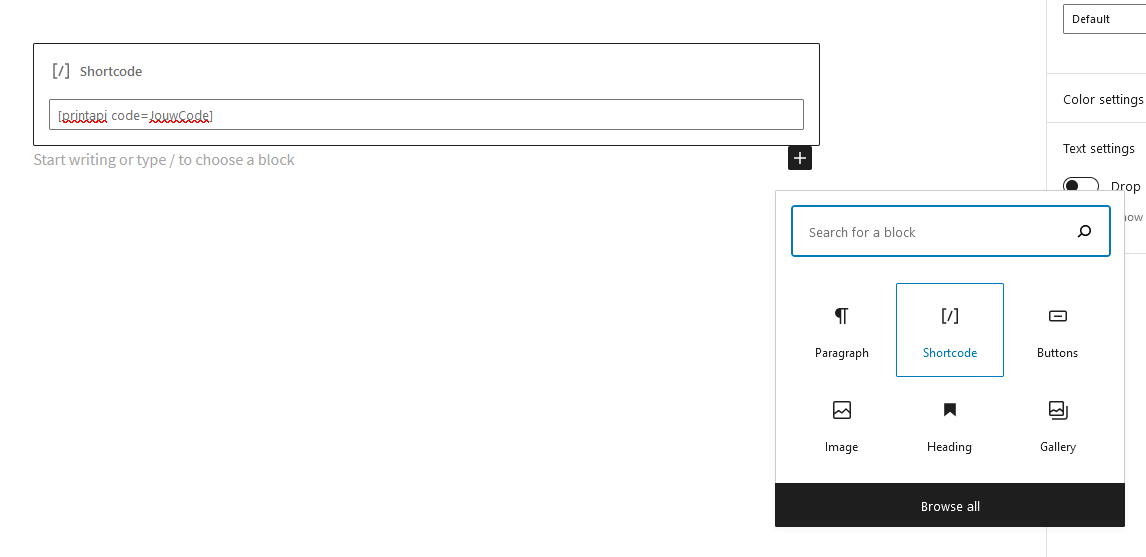 Default
Shortcode
[printapi code=JouwCode]
Start writing or type / to choose a block
Color settings
Text settings
Drop
Search for a block
Paragraph
Shortcode
Buttons
Image
Heading
Gallery
Browse all